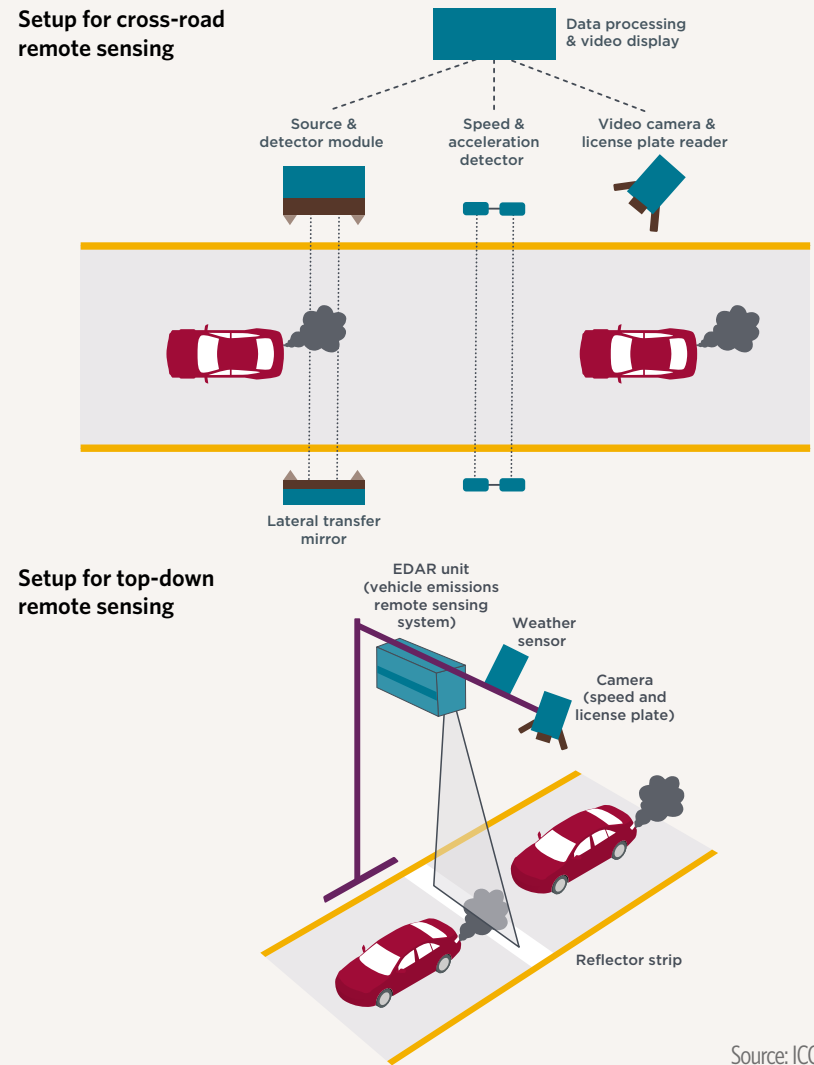 Setup for cross-road
remote sensing
Data processing
& video display
Source &
detector module
Speed &
acceleration
detector
Video camera &
license plate reader
Lateral transfer
mirror
Setup for top-down
remote sensing
EDAR unit
(vehicle emissions
remote sensing
system)
Weather
sensor
Camera
(speed and
license plate)
Reflector strip
Source: